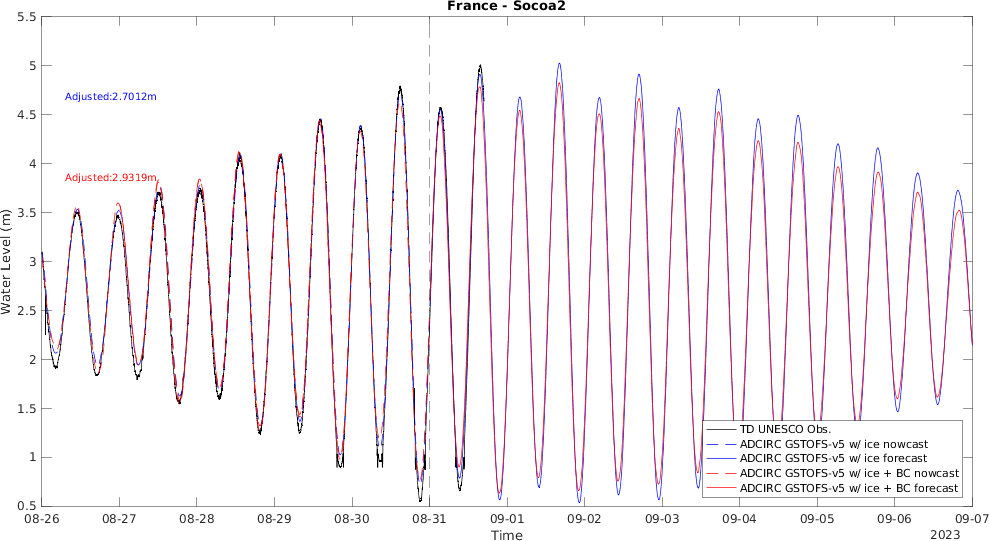 France - Socoa2
5.5
5
4.5
4
3.5
3
2.5
2
1.5
1
0.5
Water Level (m)
Adjusted:2.7012m
Adjusted:2.9319m
TD UNESCO Obs.
ADCIRC GSTOFS-v5 w/ ice nowcast
ADCIRC GSTOFS-v5 w/ ice forecast
ADCIRC GSTOFS-v5 w/ ice + BC nowcast
ADCIRC GSTOFS-v5 w/ ice + BC forecast
08-26 08-27 08-28 08-29 08-30 08-31 09-01 09-02 09-03 09-04 09-05 09-06 09-07
Time
2023